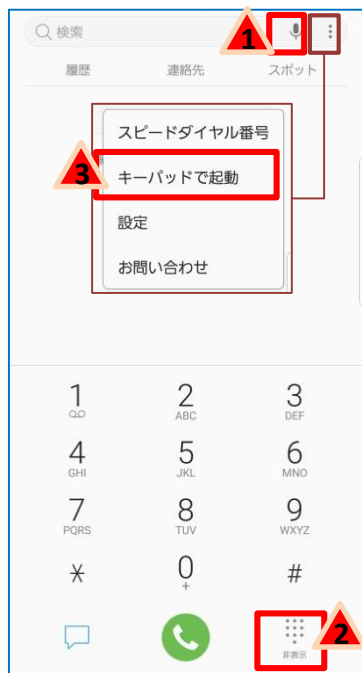 検索
1
履歴 連絡先 スポット
スピードダイヤル番号
3
キーパッドで起動
設定
お問い合わせ
1 2 3
ABC DEF
4 5 6
GHI JKL MNO
7 8 9
PQRS TUV WXYZ
* 0 #
+
2
非表示